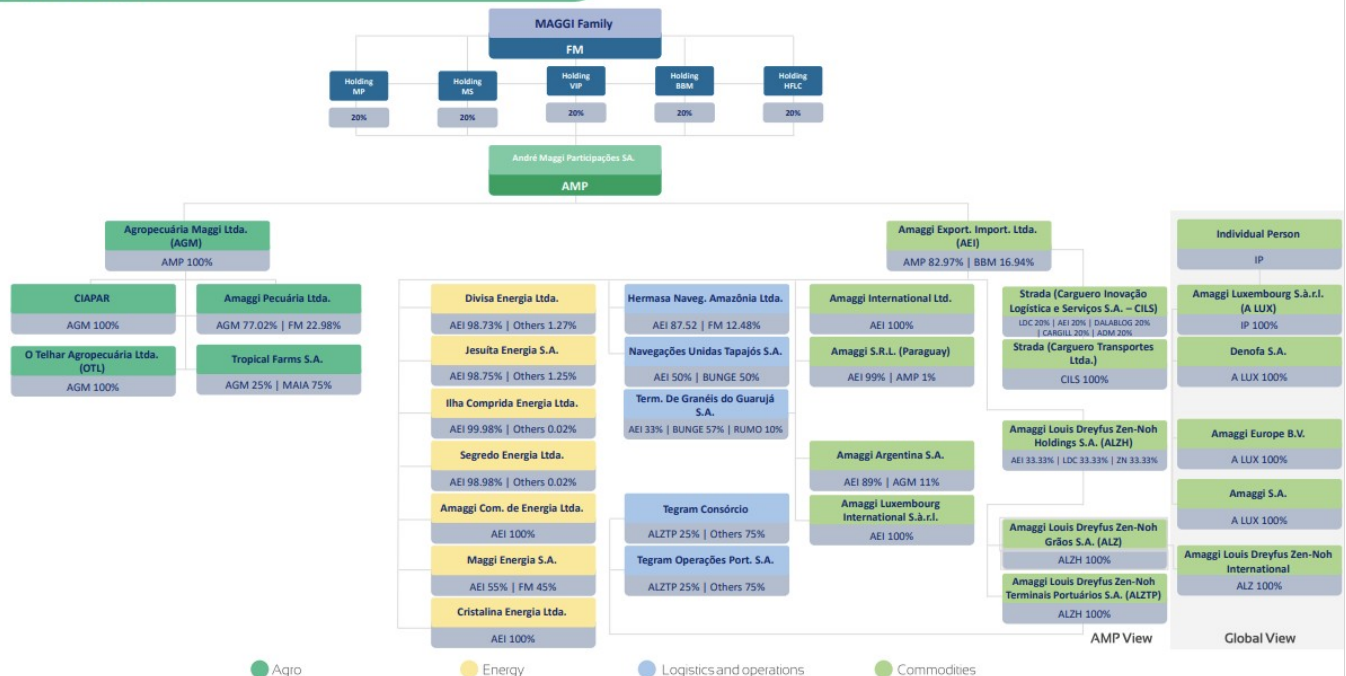 MAGGI Family
FM
Holding
MP
Holding
MS
Holding
VIP
Holding
BBM
Holding
HFLC
20%
20%
20%
20%
20%
André Maggi Participações SA.
AMP
Agropecuária Maggi Ltda.
(AGM)
AMP 100%
CIAPAR
AGM 100%
Amaggi Pecuária Ltda.
AGM 77.02% | FM 22.98%
O Telhar Agropecuária Ltda.
(OTL)
AGM 100%
Tropical Farms S.A.
AGM 25% | MAIA 75%
Amaggi Export. Import. Ltda.
(AEI)
AMP 82.97% | BBM 16.94%
Divisa Energia Ltda.
AEI 98.73% | Others 1.27%
Jesuíta Energia S.A.
AEI 98.75% | Others 1.25%
Ilha Comprida Energia Ltda.
AEI 99.98% | Others 0.02%
Segredo Energia Ltda.
AEI 98.98% | Others 0.02%
Amaggi Com. de Energia Ltda.
AEI 100%
Maggi Energia S.A.
AEI 55% | FM 45%
Cristalina Energia Ltda.
AEI 100%
Hermasa Naveg. Amazônia Ltda.
AEI 87.52 | FM 12.48%
Navegações Unidas Tapajós S.A.
AEI 50% | BUNGE 50%
Term. De Granéis do Guarujá
S.A.
AEI 33% | BUNGE 57% | RUMO 10%
Tegram Consórcio
ALZTP 25% | Others 75%
Tegram Operações Port. S.A.
ALZTP 25% | Others 75%
Amaggi International Ltd.
AEI 100%
Amaggi S.R.L. (Paraguay)
AEI 99% | AMP 1%
Amaggi Argentina S.A.
AEI 89% | AGM 11%
Amaggi Luxembourg
International S.à.r.l.
AEI 100%
Strada (Carguero Inovação
Logística e Serviços S.A. – CILS)
LDC 20% | AEI 20% | DALABLOG 20%
| CARGILL 20% | ADM 20%
Strada (Carguero Transportes
Ltda.)
CILS 100%
Amaggi Louis Dreyfus Zen-Noh
Holdings S.A. (ALZH)
AEI 33.33% | LDC 33.33% | ZN 33.33%
Amaggi Louis Dreyfus Zen-Noh
Grãos S.A. (ALZ)
ALZH 100%
Amaggi Louis Dreyfus Zen-Noh
Terminais Portuários S.A. (ALZTP)
ALZH 100%
AMP View
Individual Person
IP
Amaggi Luxembourg S.à.r.l.
(A LUX)
IP 100%
Denofa S.A.
A LUX 100%
Amaggi Europe B.V.
A LUX 100%
Amaggi S.A.
A LUX 100%
Amaggi Louis Dreyfus Zen-Noh
International
ALZ 100%
Global View
Agro
Energy
Logistics and operations
Commodities